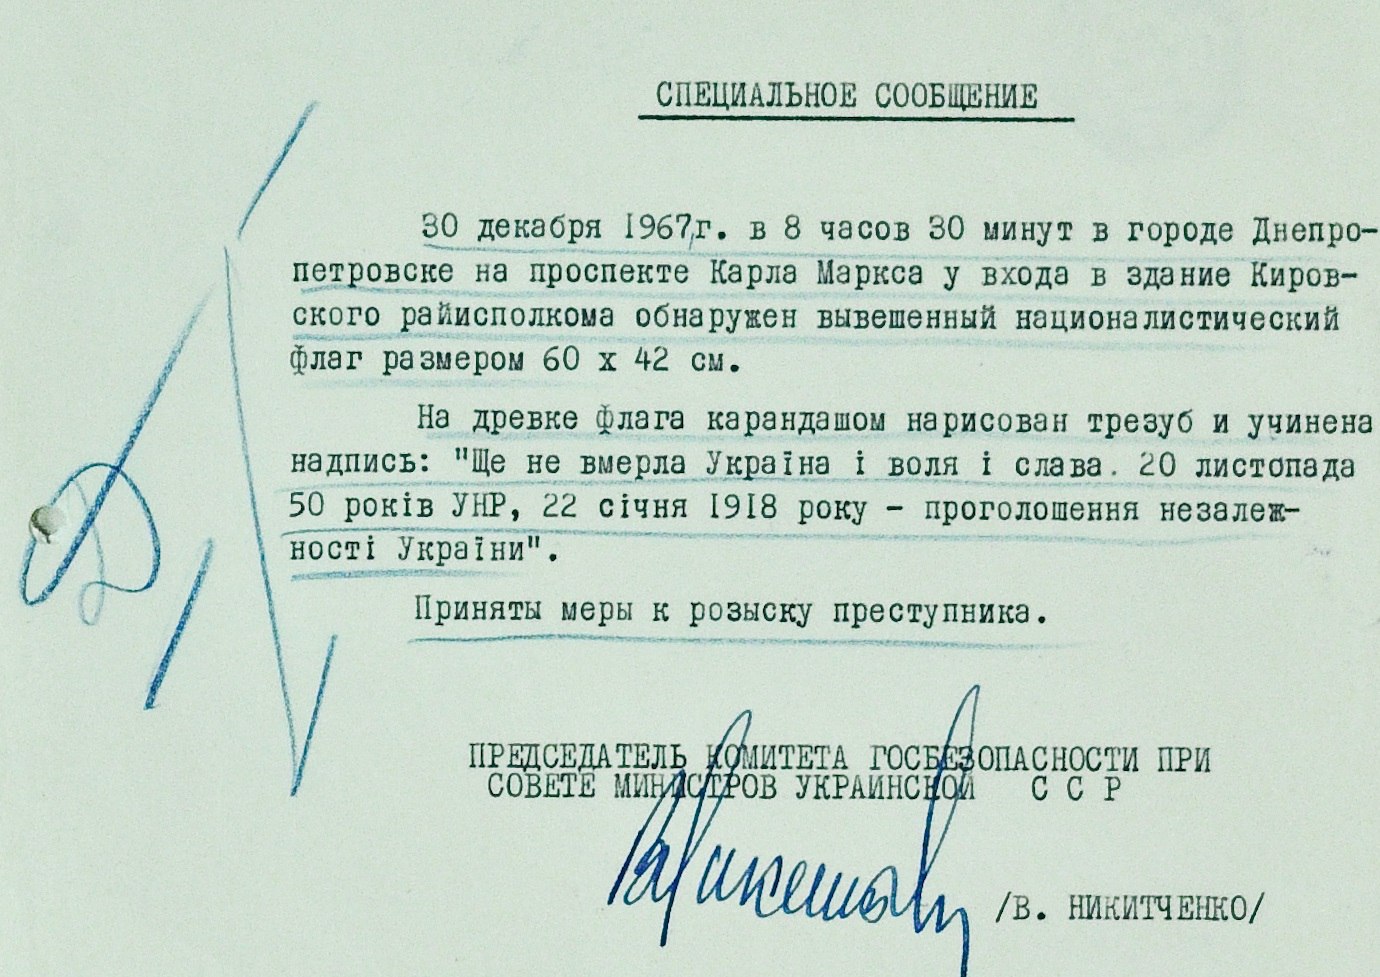 СПЕЦИАЛЬНОЕ СООБЩЕНИЕ
30 декабря 1967г. в 8 часов 30 минут в городе Днепро-
петровске на проспекте Карла Маркса у входа в здание Киров-
ского райисполкома обнаружен вывешенный националистический
флаг размером 60 х 42 см.
На древке флага карандашом нарисован трезуб и учинена
надпись: "Ще не вмерла Україна і воля і слава. 20 листопада
50 років УНР, 22 січня 1918 року - проголошення незалеж-
ності України".
Приняты меры к розыску преступника.
ПРЕДСЕДАТЕЛЬ КОМИТЕТА ГОСБЕЗОПАСНОСТИ ПРИ
СОВЕТЕ МИНИСТРОВ УКРАИНСКОЙ С С Р
/В. НИКИТЧЕНКО/